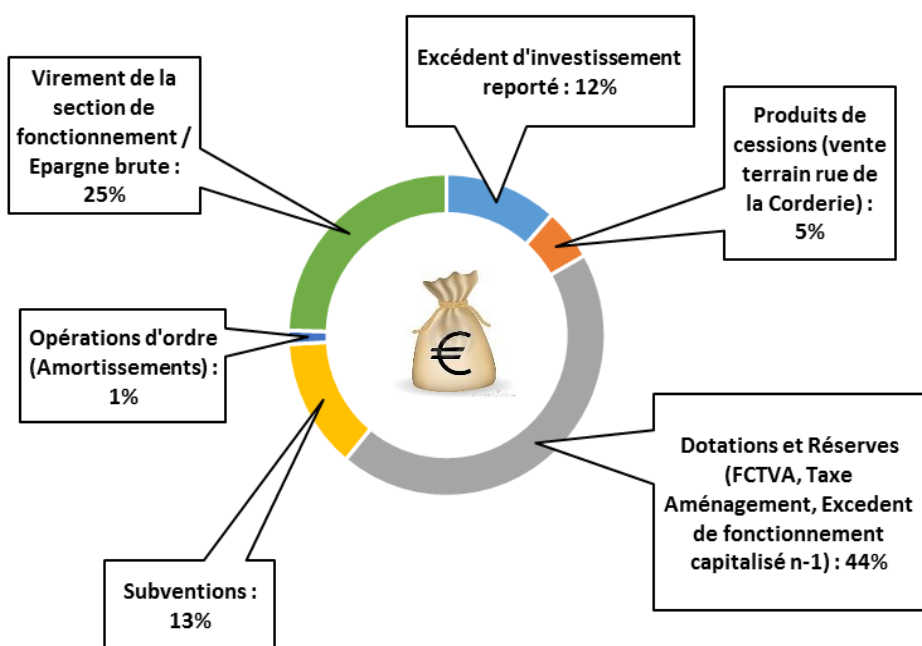 Excédent d'investissement
reporté : 12%
Virement de la
section de
fonctionnement /
Epargne brute :
25%
Produits de
cessions (vente
terrain rue de
la Corderie) :
5%
€
Opérations d'ordre
(Amortissements) :
1%
Dotations et Réserves
(FCTVA, Taxe
Aménagement, Excedent
de fonctionnement
capitalisé n-1) : 44%
Subventions :
13%